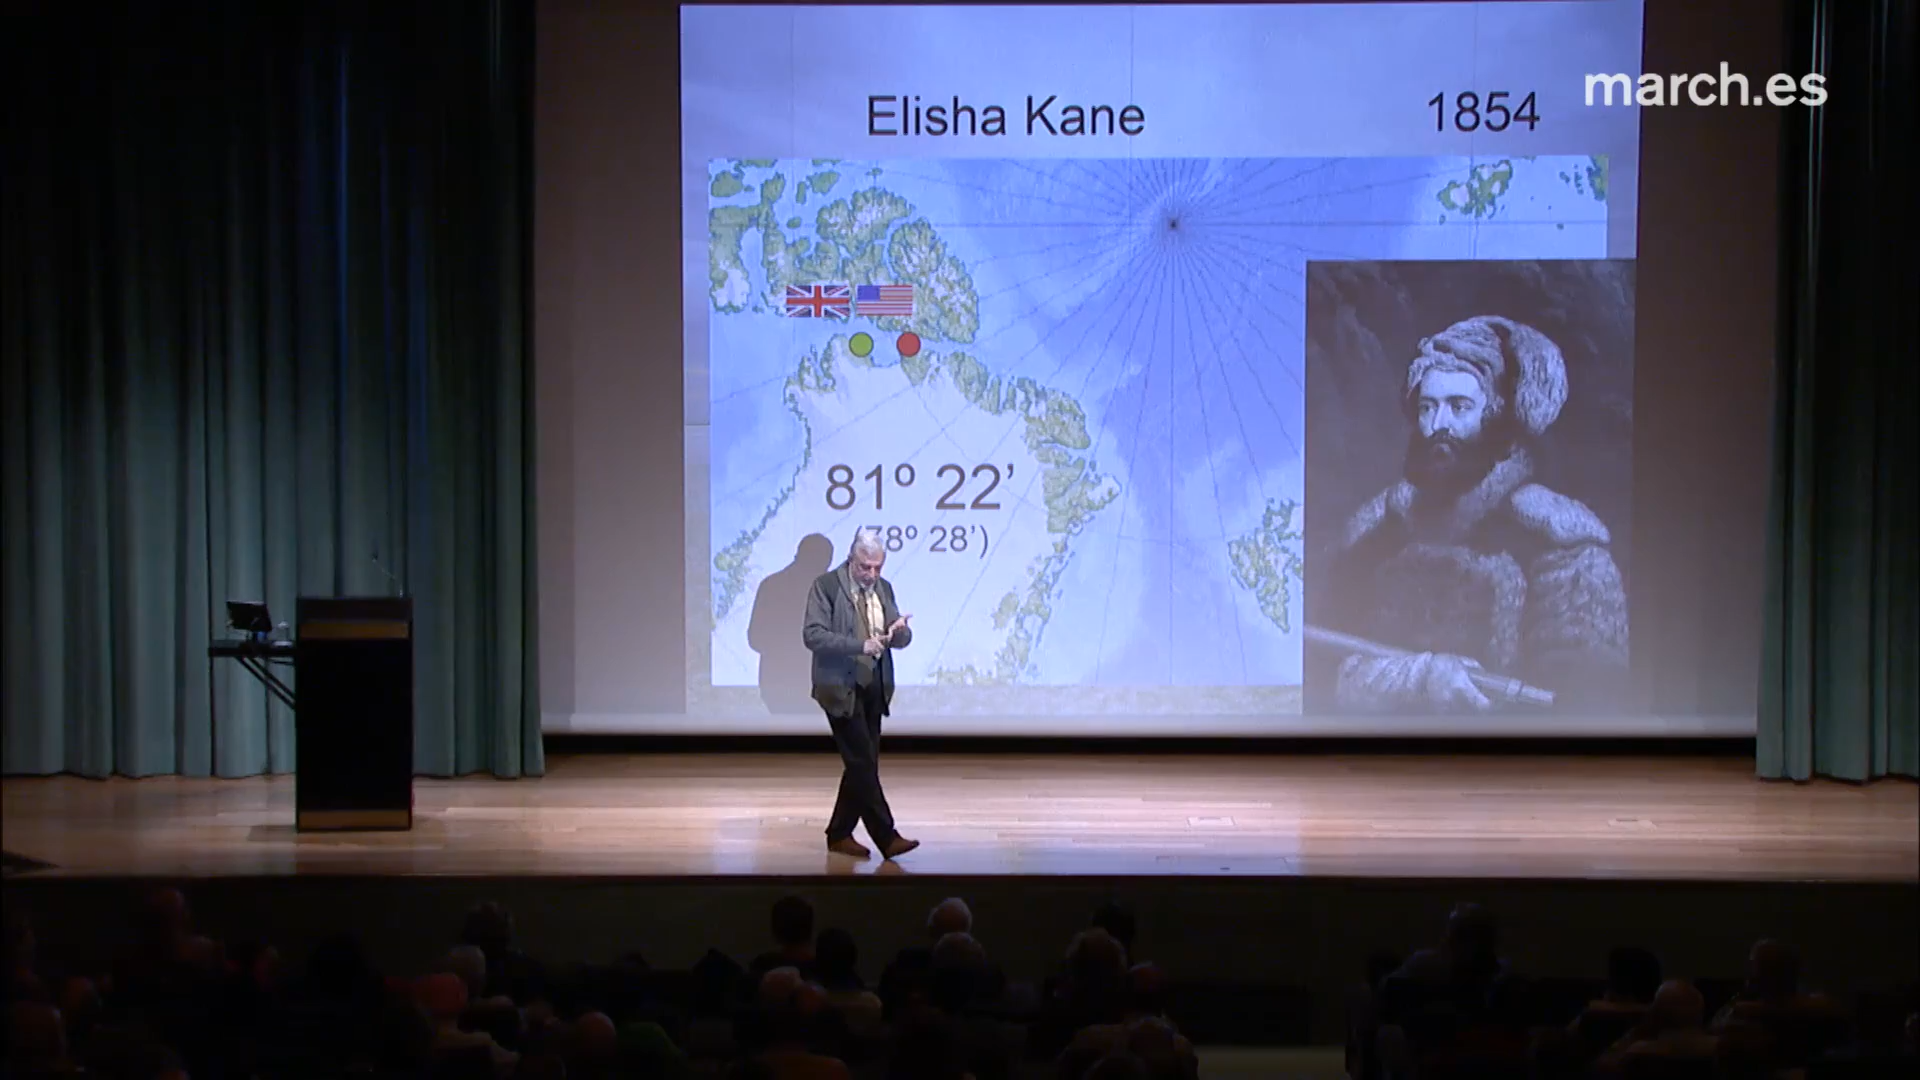 march.es
Elisha Kane
1854
81º 22’
(78º 28’)